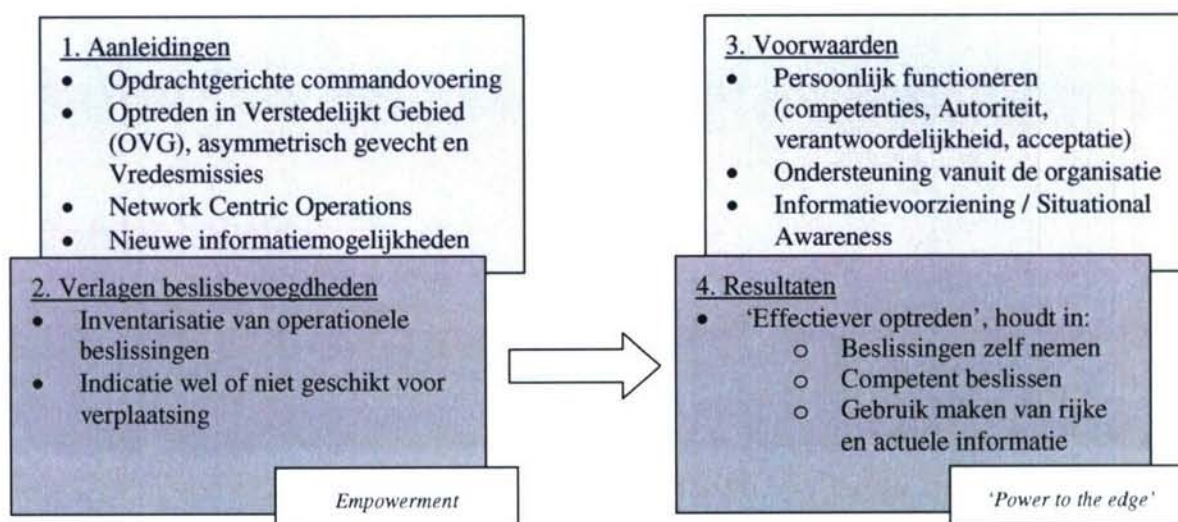 1. Aanleidingen
• Opdrachtgerichte commandovoering
• Optreden in Verstedelijkt Gebied
(OVG), asymmetrisch gevecht en
Vredesmissies
• Network Centric Operations
• Nieuwe informatiemogelijkheden
2. Verlagen beslisbevoegdheden
• Inventarisatie van operationele
beslissingen
• Indicatie wel of niet geschikt voor
verplaatsing
Empowerment
3. Voorwaarden
• Persoonlijk functioneren
(competenties, Autoriteit,
verantwoordelijkheid, acceptatie)
• Ondersteuning vanuit de organisatie
• Informatievoorziening / Situational
Awareness
4. Resultaten
• ‘Effectiever optreden’, houdt in:
o Beslissingen zelf nemen
o Competent beslissen
o Gebruik maken van rijke
en actuele informatie
‘Power to the edge’